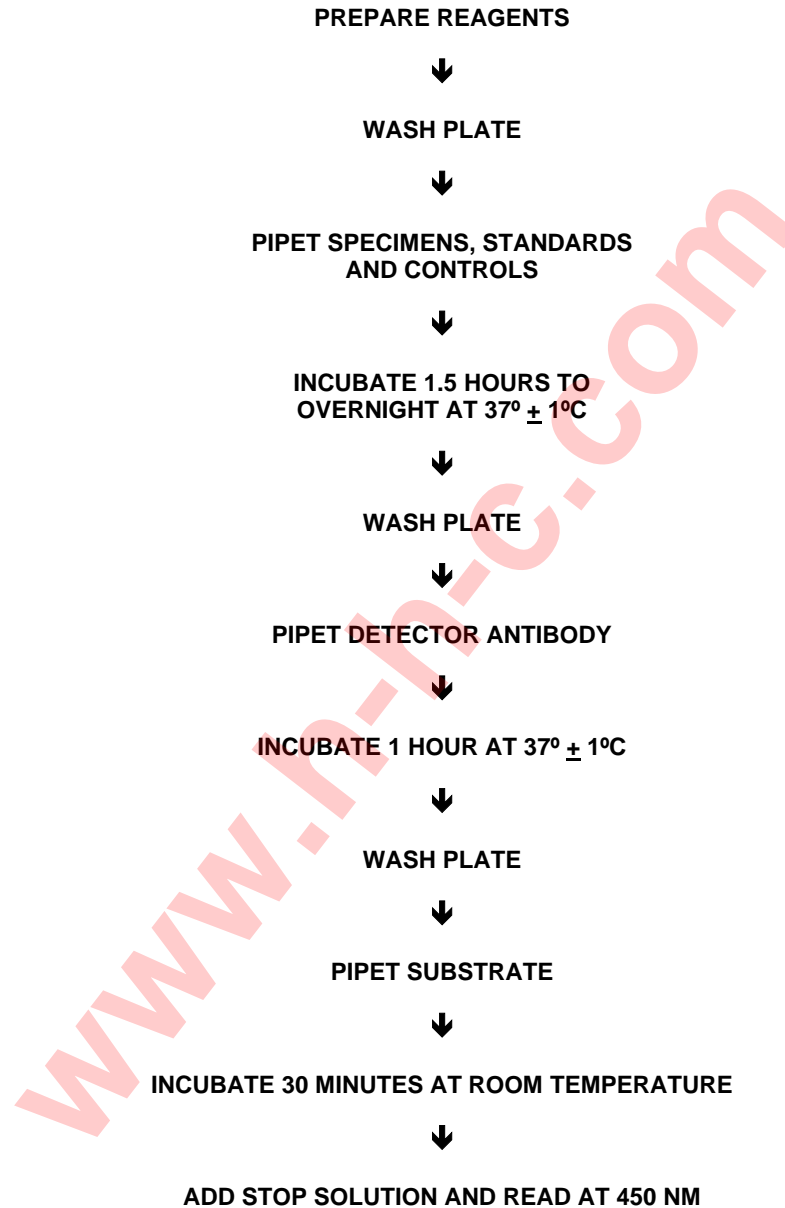 PREPARE REAGENTS
🡻
WASH PLATE
🡻
PIPET SPECIMENS, STANDARDS
AND CONTROLS
🡻
INCUBATE 1.5 HOURS TO
OVERNIGHT AT 37º ± 1ºC
🡻
WASH PLATE
🡻
PIPET DETECTOR ANTIBODY
🡻
INCUBATE 1 HOUR AT 37º ± 1ºC
🡻
WASH PLATE
🡻
PIPET SUBSTRATE
🡻
INCUBATE 30 MINUTES AT ROOM TEMPERATURE
🡻
ADD STOP SOLUTION AND READ AT 450 NM
www.h-h-c.com